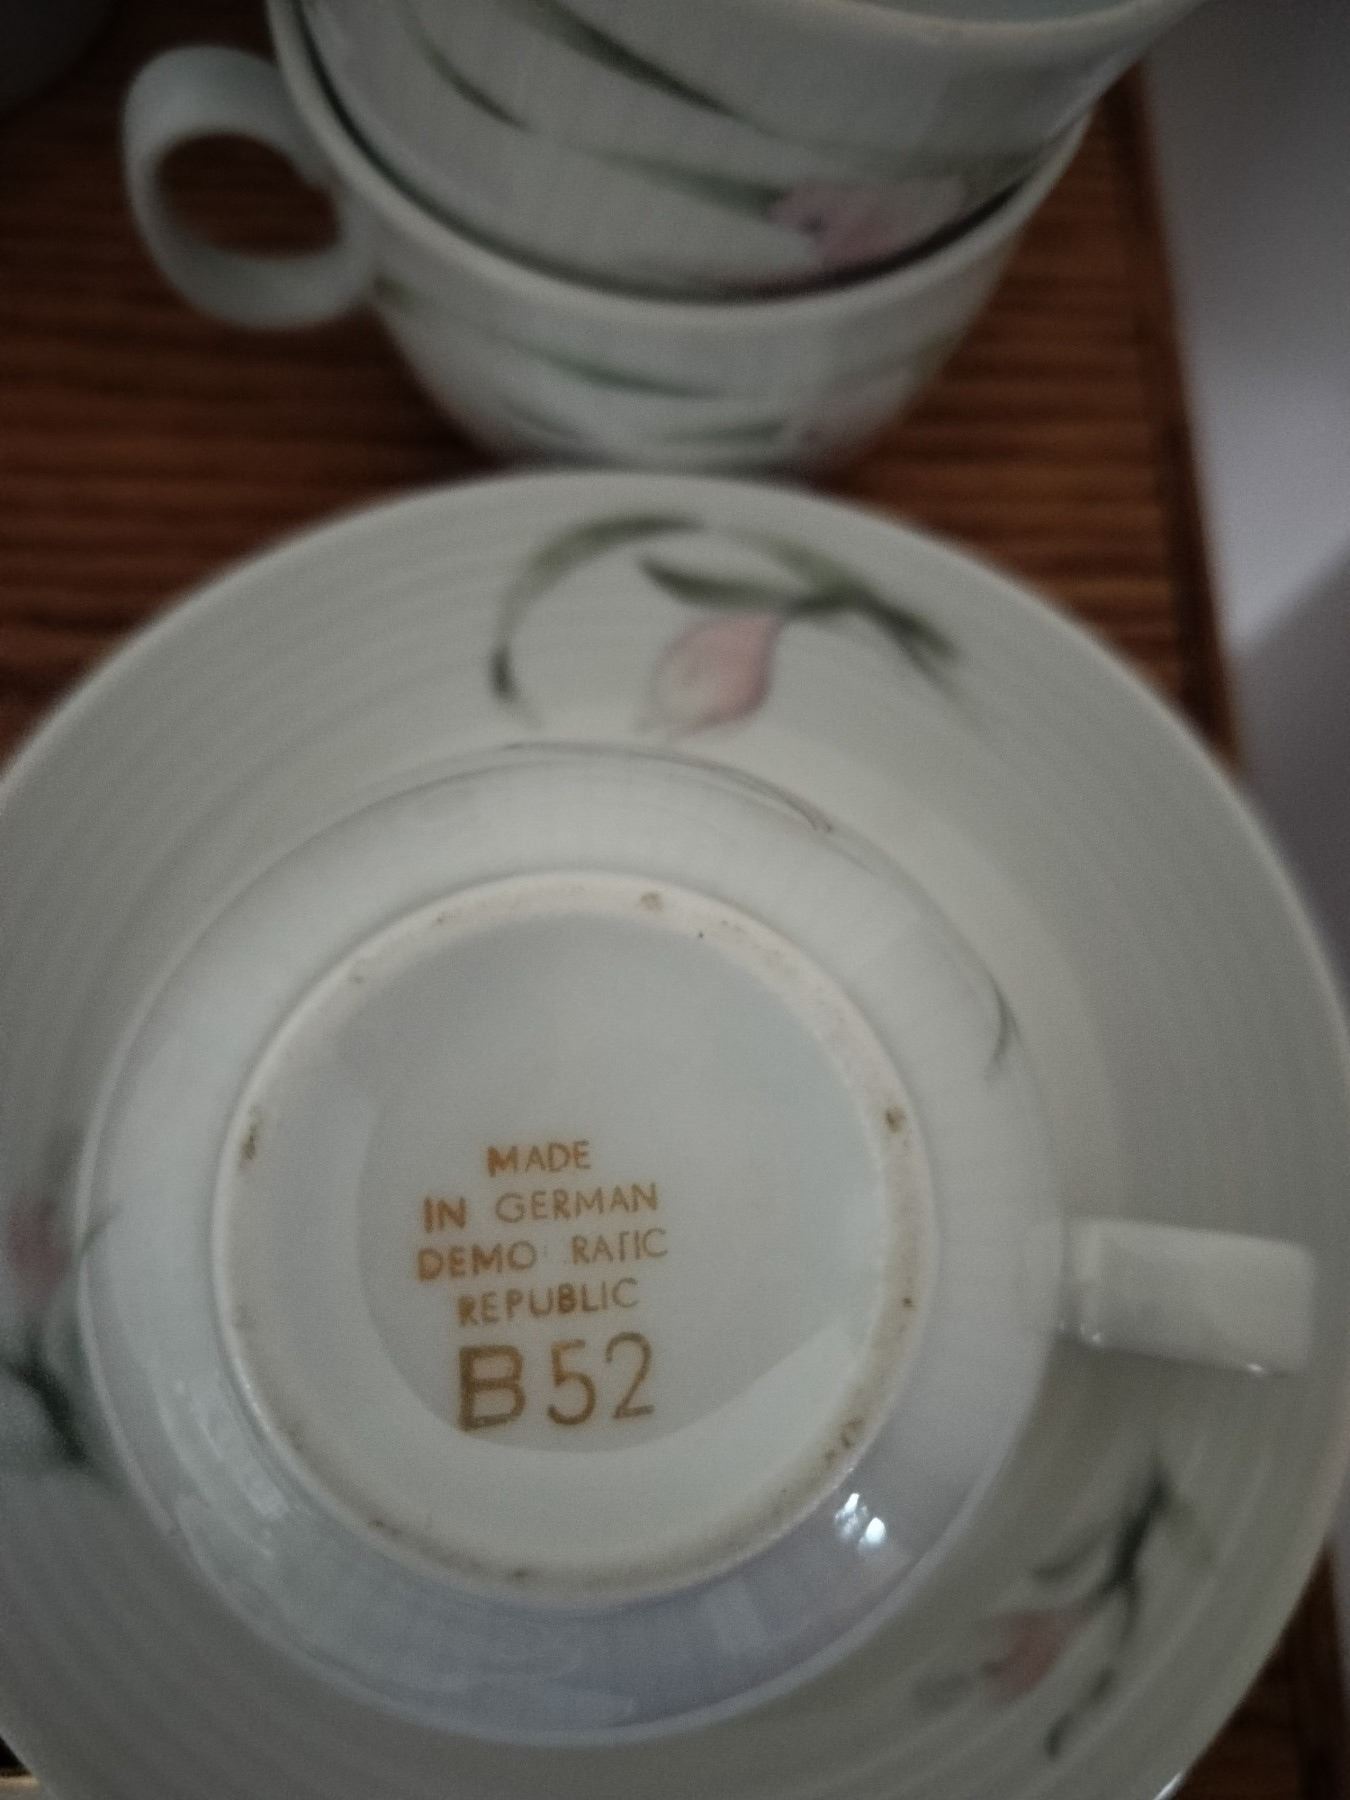 MADE
IN GERMAN
DEMO RATIC
REPUBLIC
B52